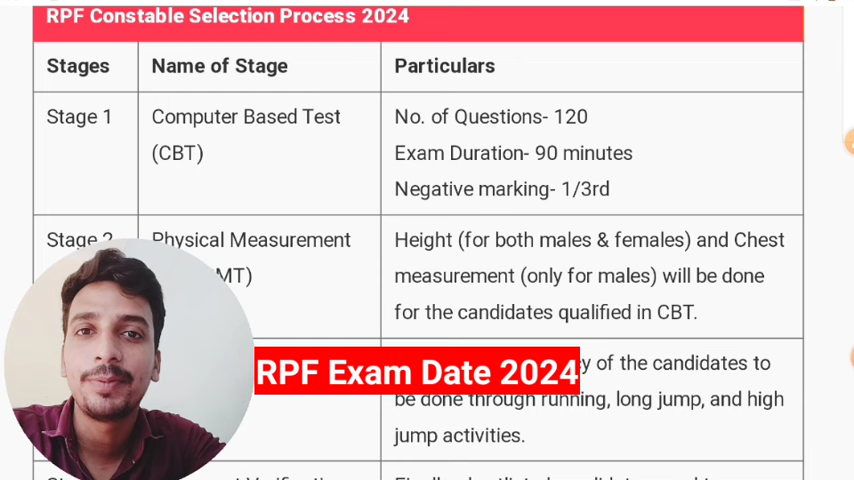 RPF Constable Selection Process 2024
Stages Name of Stage Particulars
Stage 1 Computer Based Test No. of Questions- 120
(CBT) Exam Duration- 90 minutes
Negative marking- 1/3rd
Stage 2 Physical Measurement Height (for both males & females) and Chest
measurement (only for males) will be done
for the candidates qualified in CBT.
RPF Exam Date 2024
of the candidates to
be done through running, long jump, and high
jump activities.